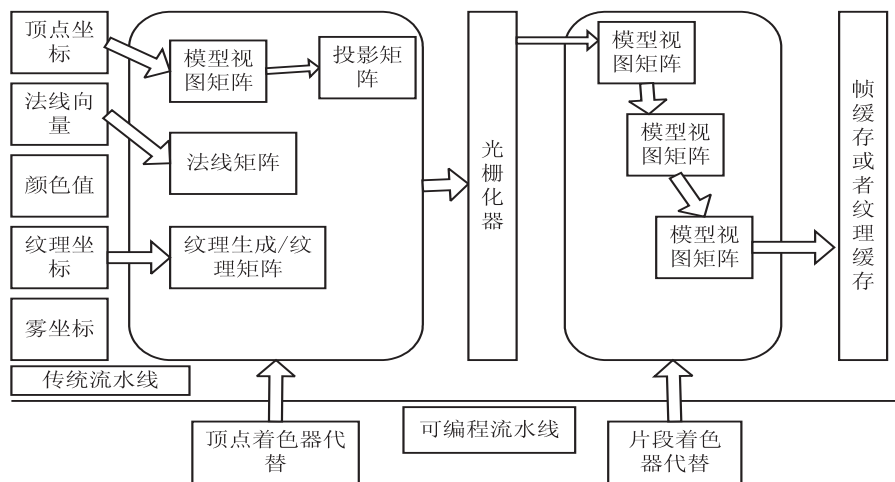 顶点坐
标
法线向
量
颜色值
纹理坐
标
雾坐标
模型视
图矩阵
投影矩
阵
法线矩阵
纹理生成/纹
理矩阵
光栅化器
模型视
图矩阵
模型视
图矩阵
模型视
图矩阵
帧缓存或者纹理缓存
传统流水线
顶点着色器代
替
可编程流水线
片段着色
器代替